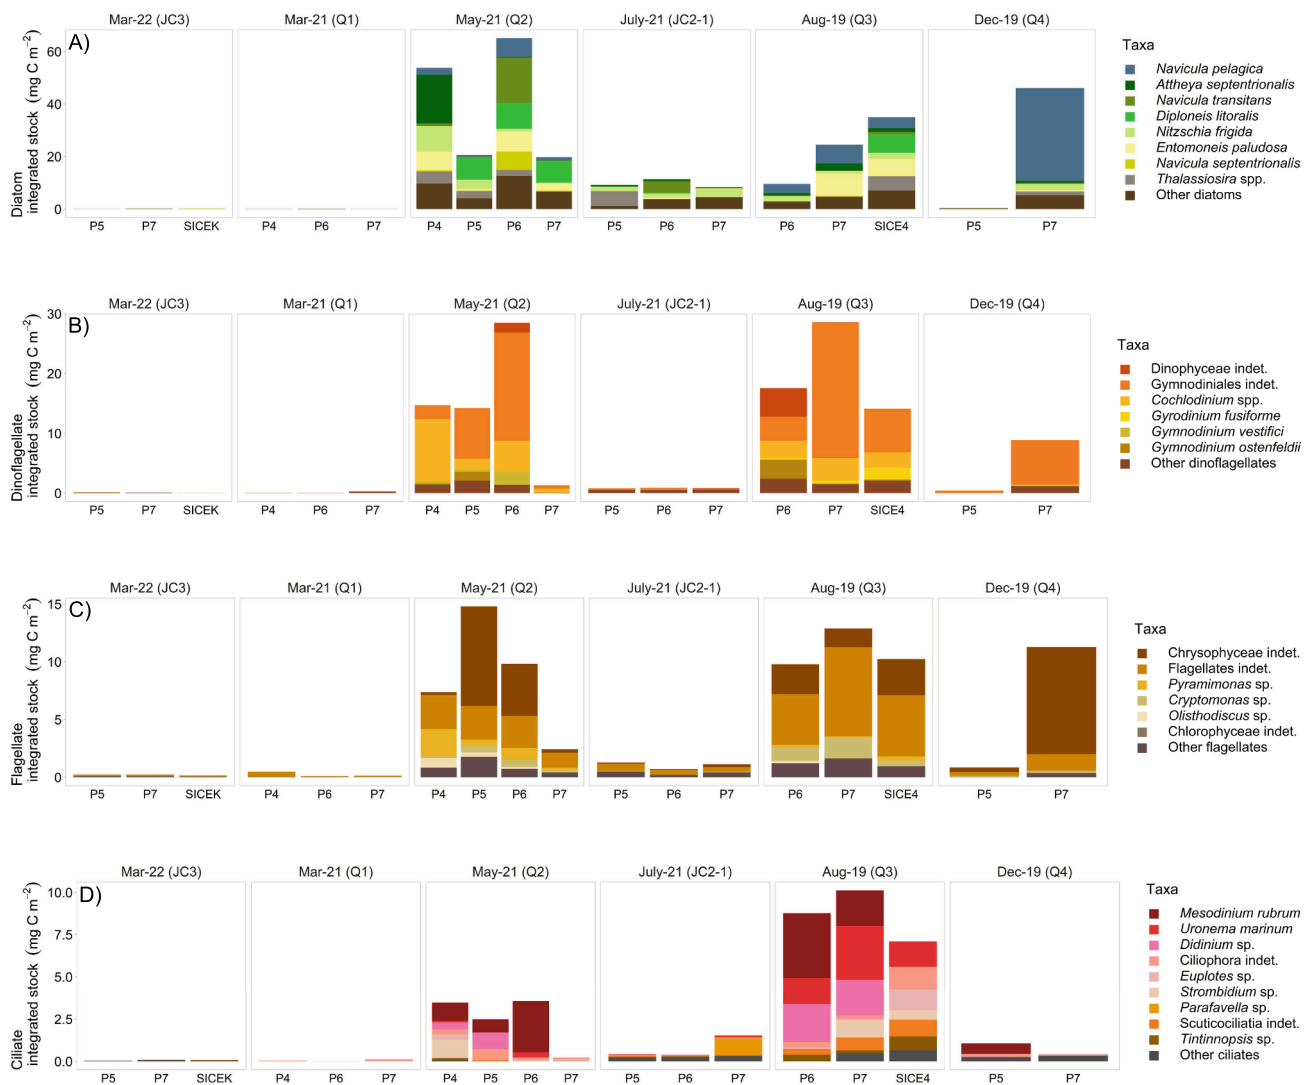 Mar-22 (JC3) Mar-21 (Q1) May-21 (Q2) July-21 (JC2-1) Aug-19 (Q3) Dec-19 (Q4)
A)
Diatom
integrated stock (mg C m−2)
60
40
20
0
P5 P7 SICEK P4 P6 P7 P4 P5 P6 P7 P5 P6 P7 P6 P7 SICE4 P5 P7
Taxa
Navicula pelagica
Attheya septentrionalis
Navicula transitans
Diploneis litoralis
Nitzschia frigida
Entomoneis paludosa
Navicula septentrionalis
Thalassiosira spp.
Other diatoms
Mar-22 (JC3) Mar-21 (Q1) May-21 (Q2) July-21 (JC2-1) Aug-19 (Q3) Dec-19 (Q4)
B)
Dinoflagellate
integrated stock (mg C m−2)
30
20
10
0
P5 P7 SICEK P4 P6 P7 P4 P5 P6 P7 P5 P6 P7 P6 P7 SICE4 P5 P7
Taxa
Dinophyceae indet.
Gymnodiniales indet.
Cochlodinium spp.
Gyrodinium fusiforme
Gymnodinium vestifici
Gymnodinium ostenfeldii
Other dinoflagellates
Mar-22 (JC3) Mar-21 (Q1) May-21 (Q2) July-21 (JC2-1) Aug-19 (Q3) Dec-19 (Q4)
C)
Flagellate
integrated stock (mg C m−2)
15
10
5
0
P5 P7 SICEK P4 P6 P7 P4 P5 P6 P7 P5 P6 P7 P6 P7 SICE4 P5 P7
Taxa
Chrysophyceae indet.
Flagellates indet.
Pyramimonas sp.
Cryptomonas sp.
Olisthodiscus sp.
Chlorophyceae indet.
Other flagellates
Mar-22 (JC3) Mar-21 (Q1) May-21 (Q2) July-21 (JC2-1) Aug-19 (Q3) Dec-19 (Q4)
D)
Ciliate
integrated stock (mg C m−2)
10.0
7.5
5.0
2.5
0.0
P5 P7 SICEK P4 P6 P7 P4 P5 P6 P7 P5 P6 P7 P6 P7 SICE4 P5 P7
Taxa
Mesodinium rubrum
Uronema marinum
Didinium sp.
Ciliophora indet.
Euplotes sp.
Strombidium sp.
Parafavella sp.
Scuticociliatia indet.
Tintinnopsis sp.
Other ciliates